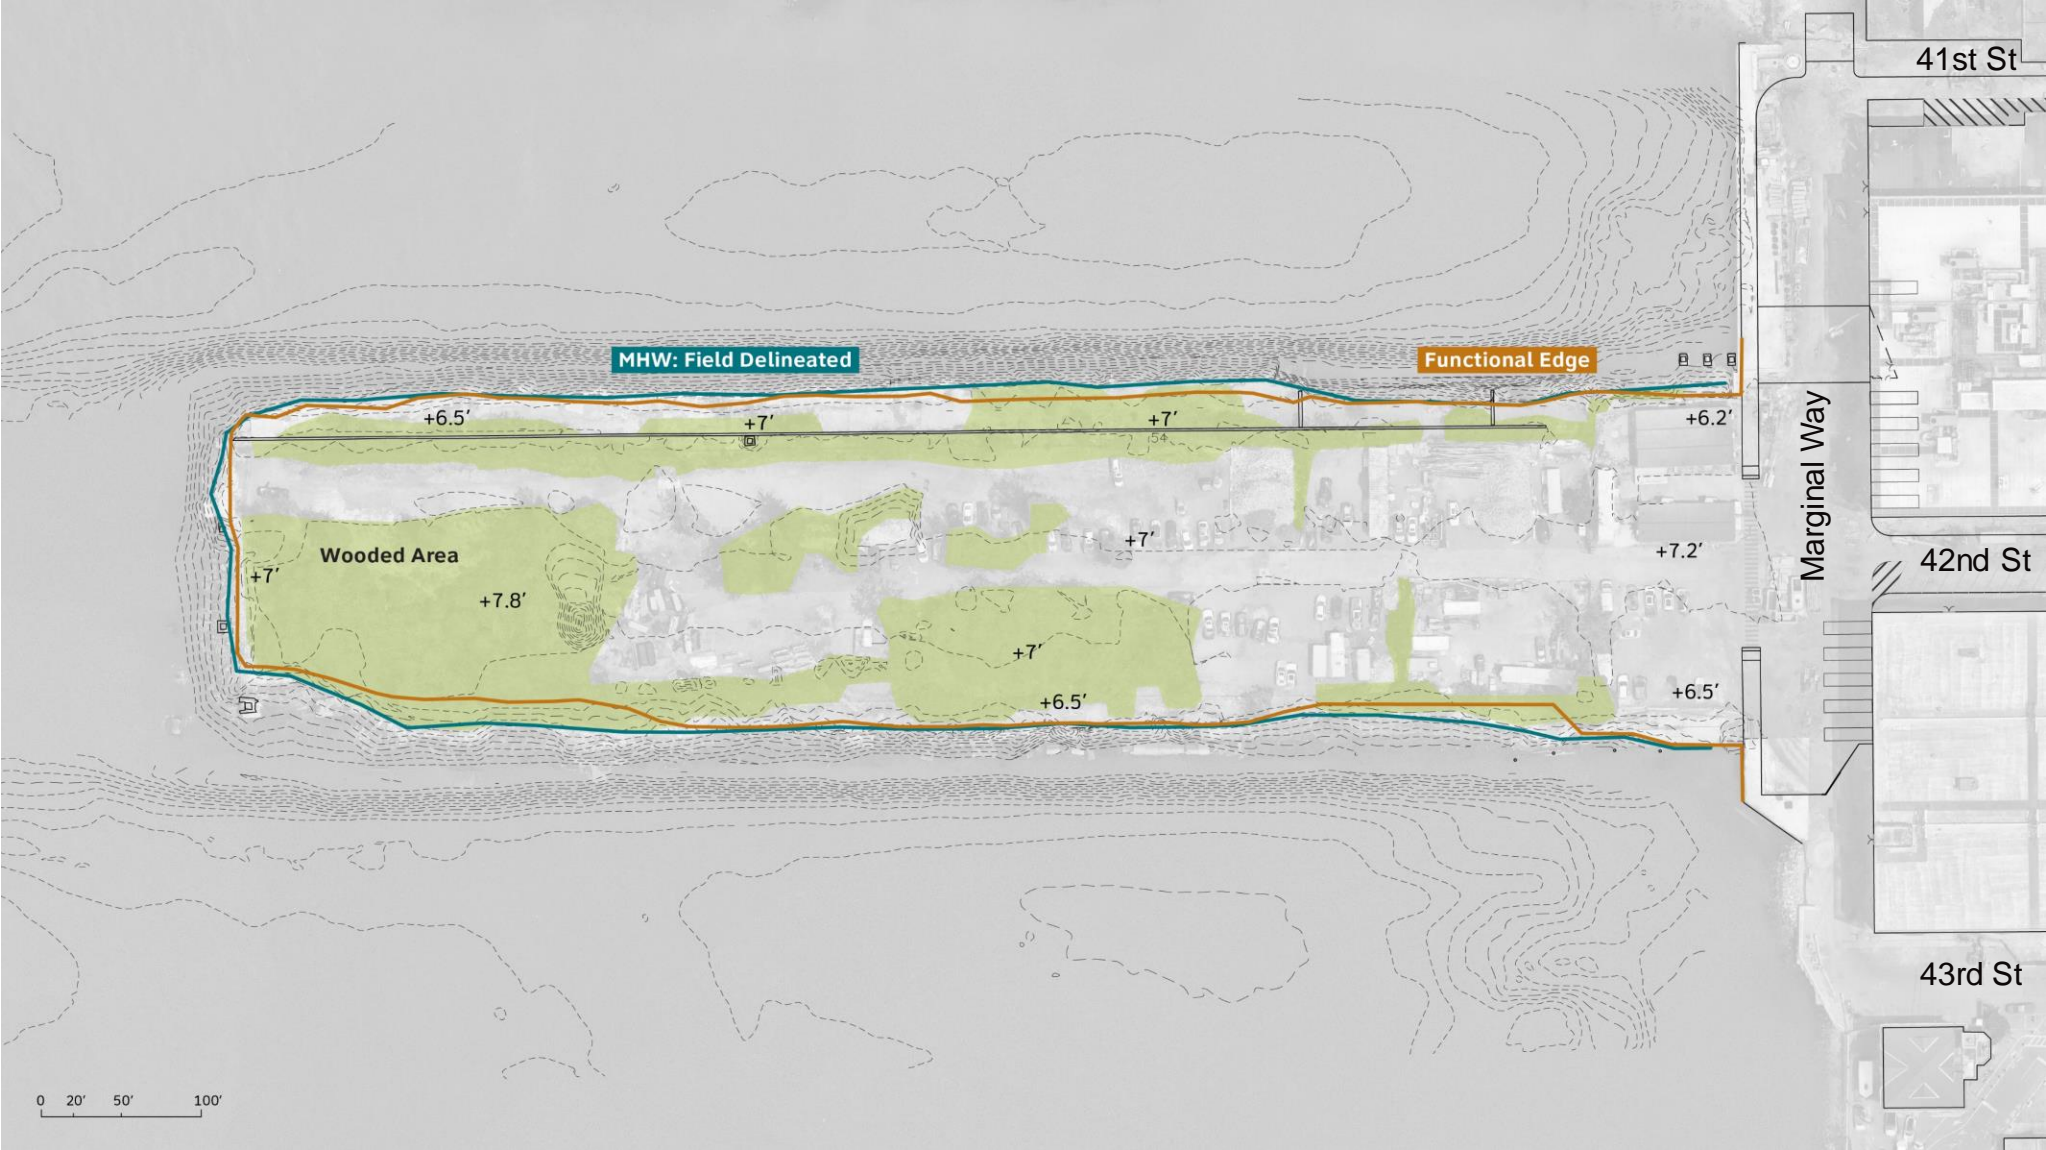 41st St
MHW: Field Delineated
Functional Edge
+6.5′
+7′
+7′
+6.2′
54
Marginal Way
+7′
+7.2′
42nd St
Wooded Area
+7′
+7.8′
+7′
+6.5′
+6.5′
43rd St
0 20′ 50′ 100′